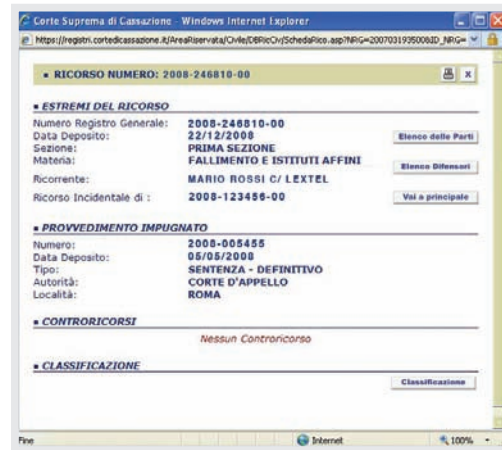 Corte Suprema di Cassazione - Windows Internet Explorer
https://registri.cortedicassazione.it/AreaRiservata/Civile/DBRicCiv/SchedaRico.asp?NRG=200703193500&ID_NRG=
RICORSO NUMERO: 2008-246810-00
x
ESTREMI DEL RICORSO
Numero Registro Generale: 2008-246810-00
Data Deposito: 22/12/2008
Elenco delle Parti
Sezione: PRIMA SEZIONE
Materia: FALLIMENTO E ISTITUTI AFFINI
Elenco Difensori
Ricorrente: MARIO ROSSI C/ LEXTEL
Ricorso Incidentale di : 2008-123456-00
Vai a principale
PROVVEDIMENTO IMPUGNATO
Numero: 2008-005455
Data Deposito: 05/05/2008
Tipo: SENTENZA - DEFINITIVO
Autorità: CORTE D'APPELLO
Località: ROMA
CONTRORICORSI
Nessun Controricorso
CLASSIFICAZIONE
Classificazione
Fine
Internet
100%